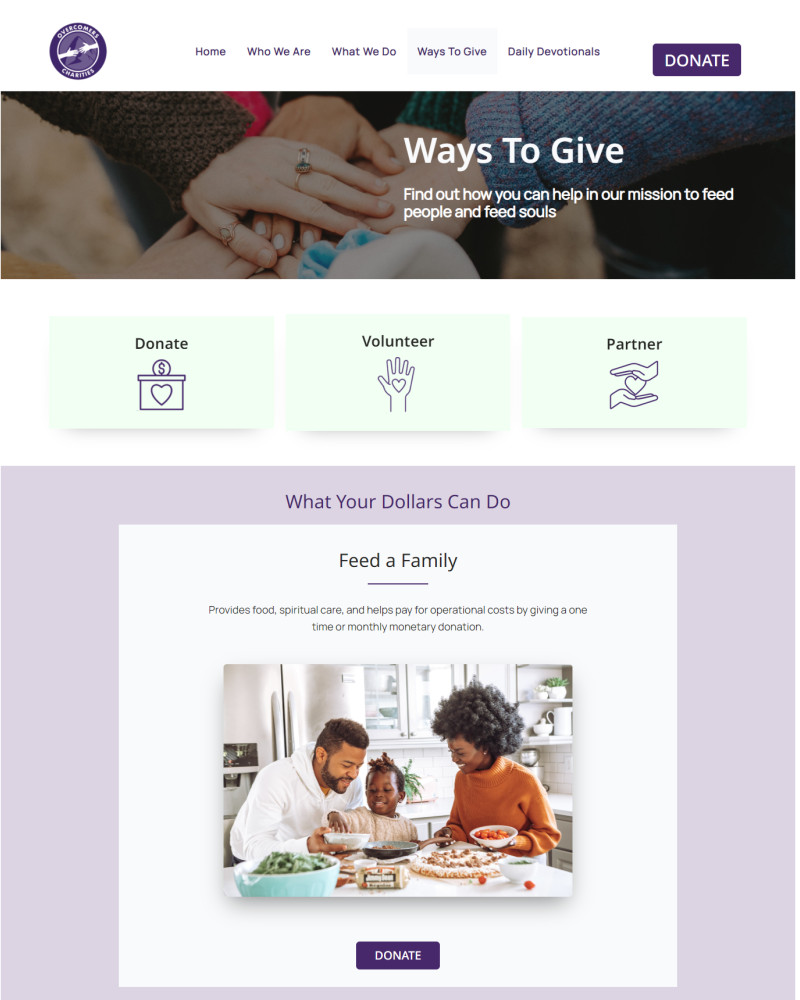 OVERCOMERS
CHARITIES
Home
Who We Are
What We Do
Ways To Give
Daily Devotionals
DONATE
Ways To Give
Find out how you can help in our mission to feed
people and feed souls
Donate
$
Volunteer
Partner
What Your Dollars Can Do
Feed a Family
Provides food, spiritual care, and helps pay for operational costs by giving a one
time or monthly monetary donation.
DONATE